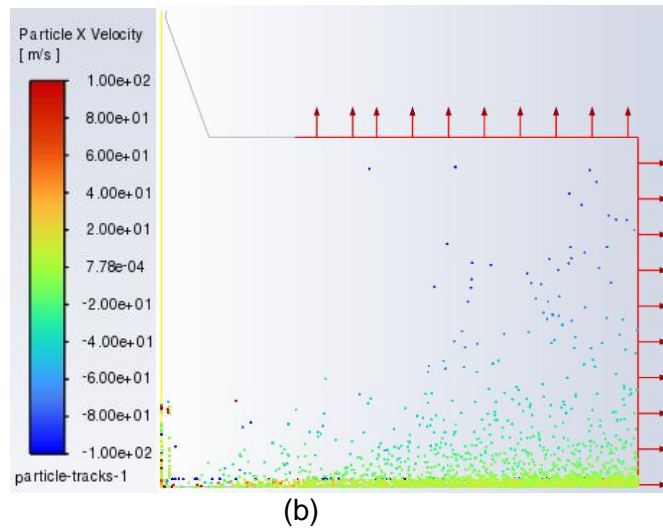 Particle X Velocity
[ m/s ]
1.00e+02
8.00e+01
6.00e+01
4.00e+01
2.00e+01
7.78e-04
-2.00e+01
-4.00e+01
-6.00e+01
-8.00e+01
-1.00e+02
particle-tracks-1
(b)